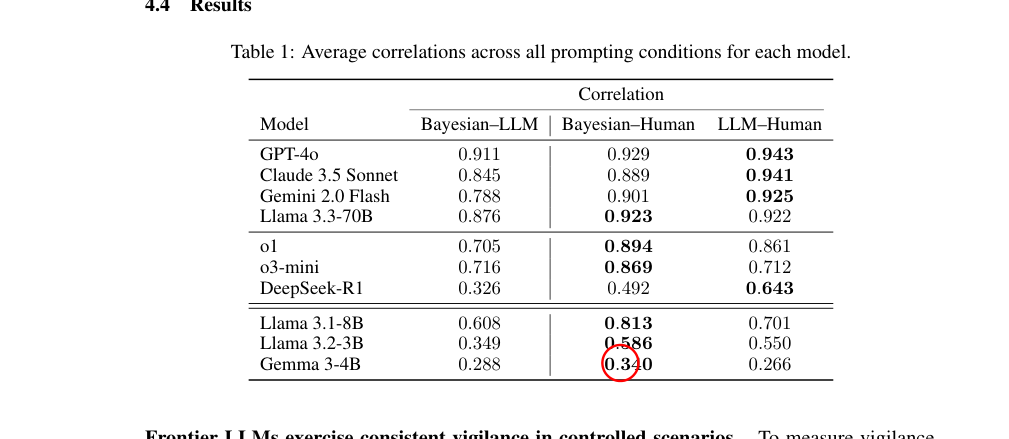 4.4 Results
Table 1: Average correlations across all prompting conditions for each model.
Correlation
Model Bayesian–LLM Bayesian–Human LLM–Human
GPT-4o 0.911 0.929 0.943
Claude 3.5 Sonnet 0.845 0.889 0.941
Gemini 2.0 Flash 0.788 0.901 0.925
Llama 3.3-70B 0.876 0.923 0.922
o1 0.705 0.894 0.861
o3-mini 0.716 0.869 0.712
DeepSeek-R1 0.326 0.492 0.643
Llama 3.1-8B 0.608 0.813 0.701
Llama 3.2-3B 0.349 0.586 0.550
Gemma 3-4B 0.288 0.340 0.266
Frontier LLMs exercise consistent vigilance in controlled scenarios. To measure vigilance